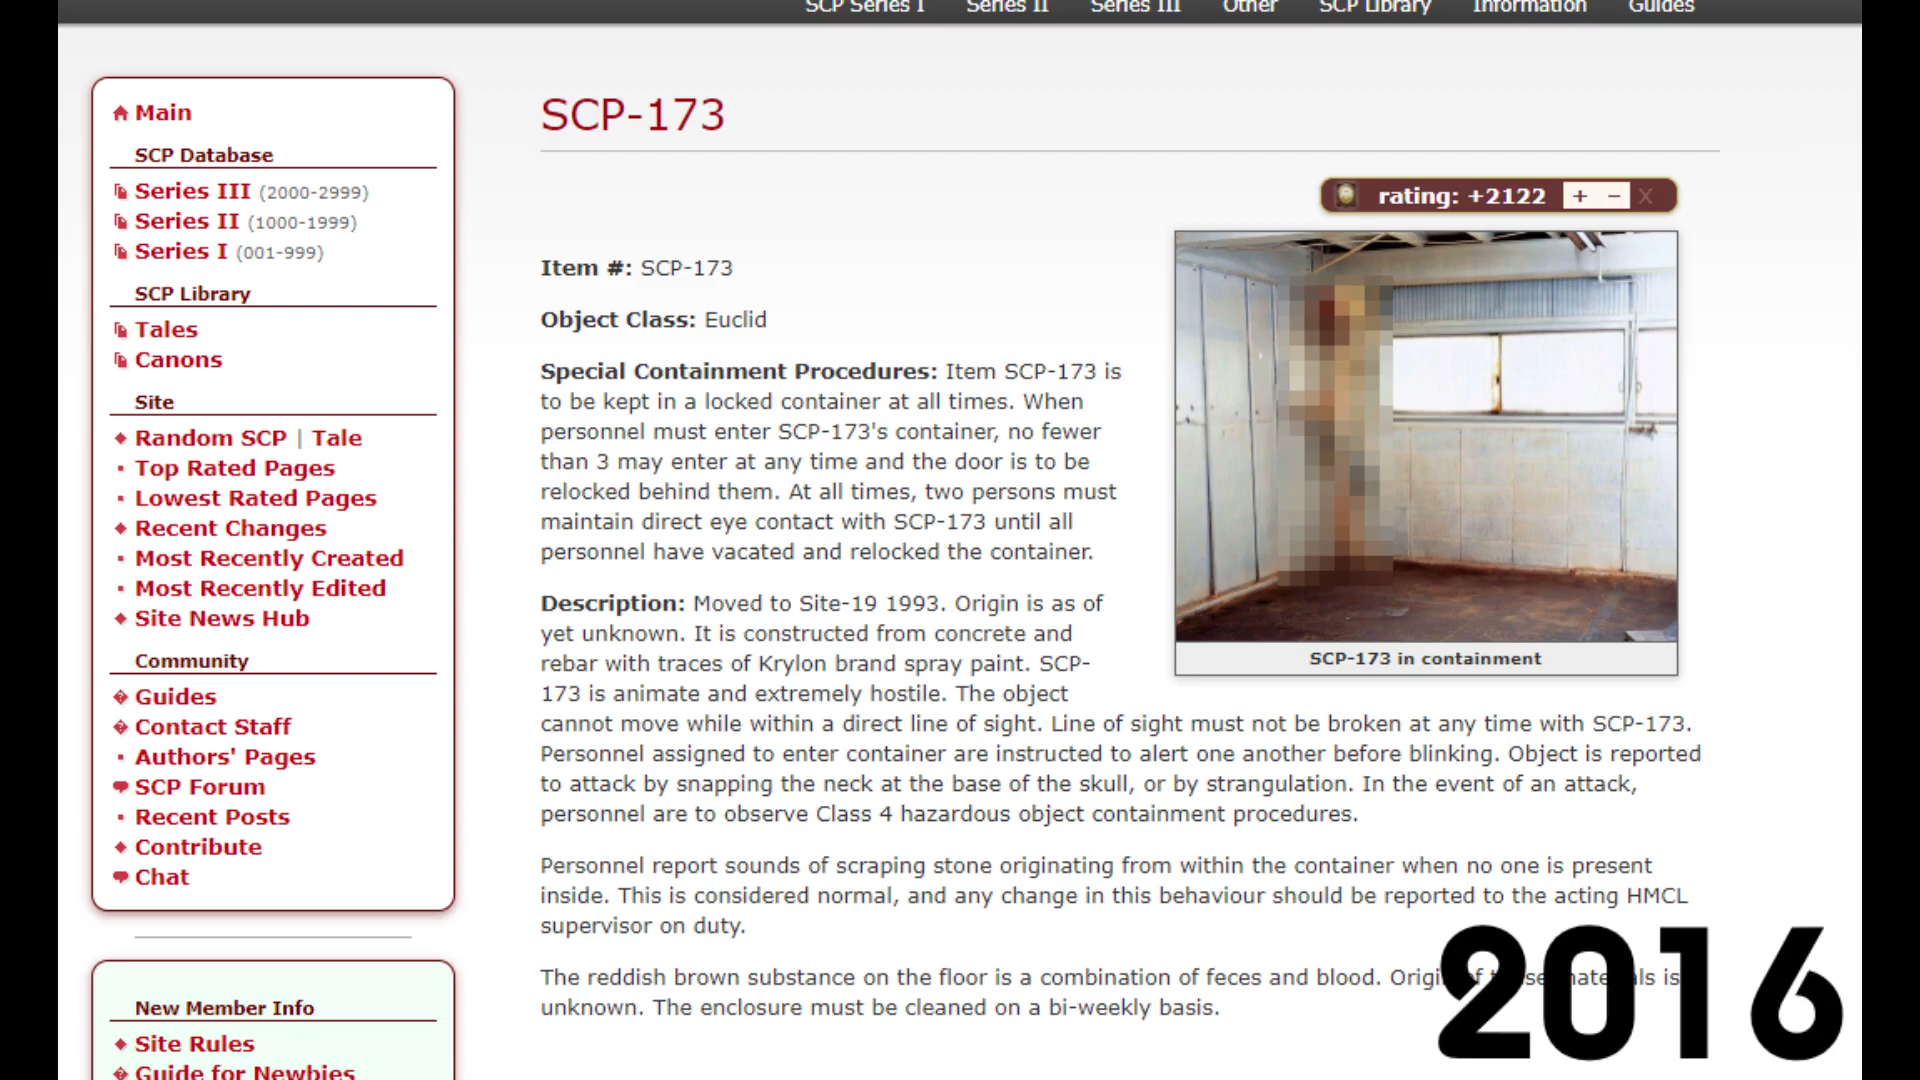 SCP Series I Series II Series III Other SCP Library Information Guides
Main
SCP Database
Series III (2000-2999)
Series II (1000-1999)
Series I (001-999)
SCP Library
Tales
Canons
Site
Random SCP | Tale
Top Rated Pages
Lowest Rated Pages
Recent Changes
Most Recently Created
Most Recently Edited
Site News Hub
Community
Guides
Contact Staff
Authors' Pages
SCP Forum
Recent Posts
Contribute
Chat
New Member Info
Site Rules
Guide for Newbies
SCP-173
rating: +2122 + − X
Item #: SCP-173
Object Class: Euclid
Special Containment Procedures: Item SCP-173 is
to be kept in a locked container at all times. When
personnel must enter SCP-173's container, no fewer
than 3 may enter at any time and the door is to be
relocked behind them. At all times, two persons must
maintain direct eye contact with SCP-173 until all
personnel have vacated and relocked the container.
SCP-173 in containment
Description: Moved to Site-19 1993. Origin is as of
yet unknown. It is constructed from concrete and
rebar with traces of Krylon brand spray paint. SCP-
173 is animate and extremely hostile. The object
cannot move while within a direct line of sight. Line of sight must not be broken at any time with SCP-173.
Personnel assigned to enter container are instructed to alert one another before blinking. Object is reported
to attack by snapping the neck at the base of the skull, or by strangulation. In the event of an attack,
personnel are to observe Class 4 hazardous object containment procedures.
Personnel report sounds of scraping stone originating from within the container when no one is present
inside. This is considered normal, and any change in this behaviour should be reported to the acting HMCL
supervisor on duty.
The reddish brown substance on the floor is a combination of feces and blood. is
unknown. The enclosure must be cleaned on a bi-weekly basis.
2016